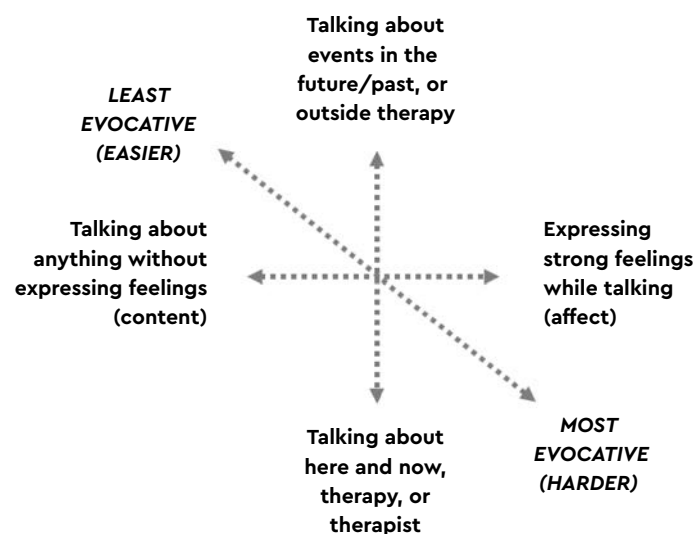 Talking about
events in the
future/past, or
outside therapy
LEAST
EVOCATIVE
(EASIER)
Talking about
anything without
expressing feelings
(content)
Expressing
strong feelings
while talking
(affect)
Talking about
here and now,
therapy, or
therapist
MOST
EVOCATIVE
(HARDER)